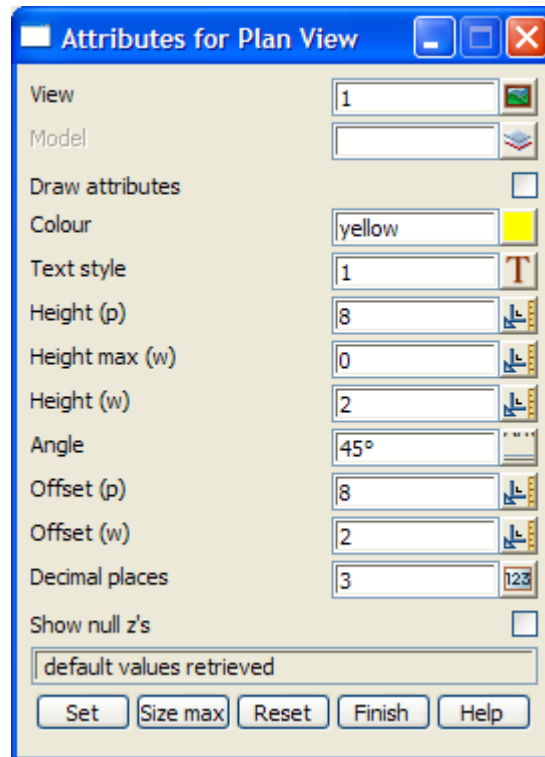 Attributes for Plan View
View 1
Model
Draw attributes
Colour yellow
Text style 1 T
Height (p) 8
Height max (w) 0
Height (w) 2
Angle 45°
Offset (p) 8
Offset (w) 2
Decimal places 3 123
Show null z's
default values retrieved
Set Size max Reset Finish Help